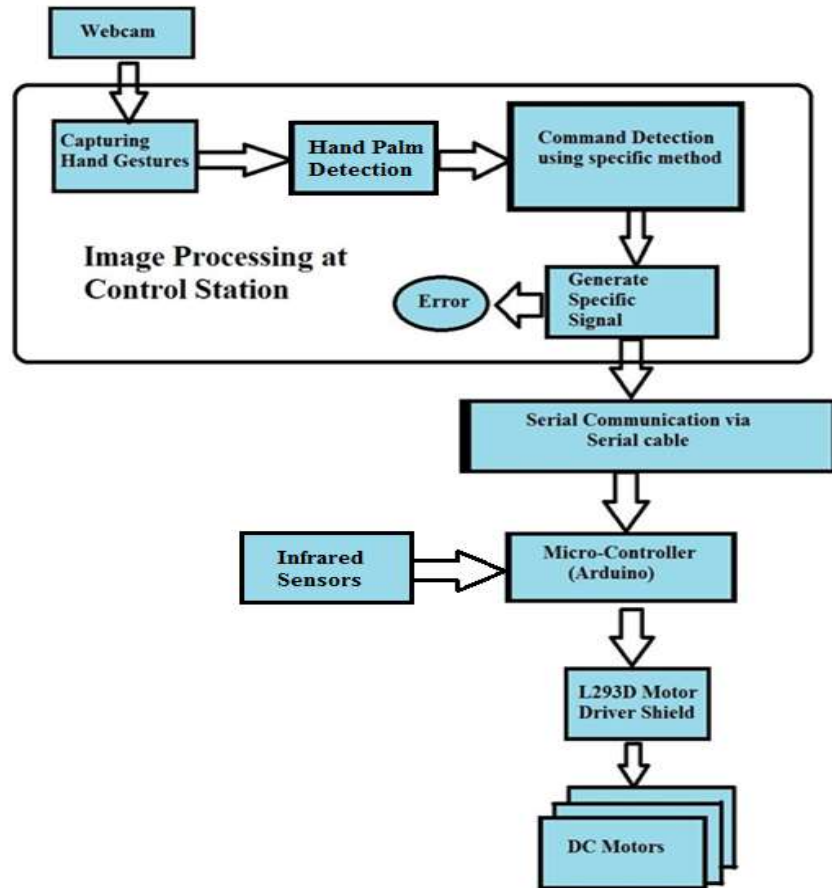 Webcam
Capturing
Hand Gestures
Hand Palm
Detection
Command Detection
using specific method
Image Processing at
Control Station
Error
Generate
Specific
Signal
Serial Communication via
Serial cable
Infrared
Sensors
Micro-Controller
(Arduino)
L293D Motor
Driver Shield
DC Motors